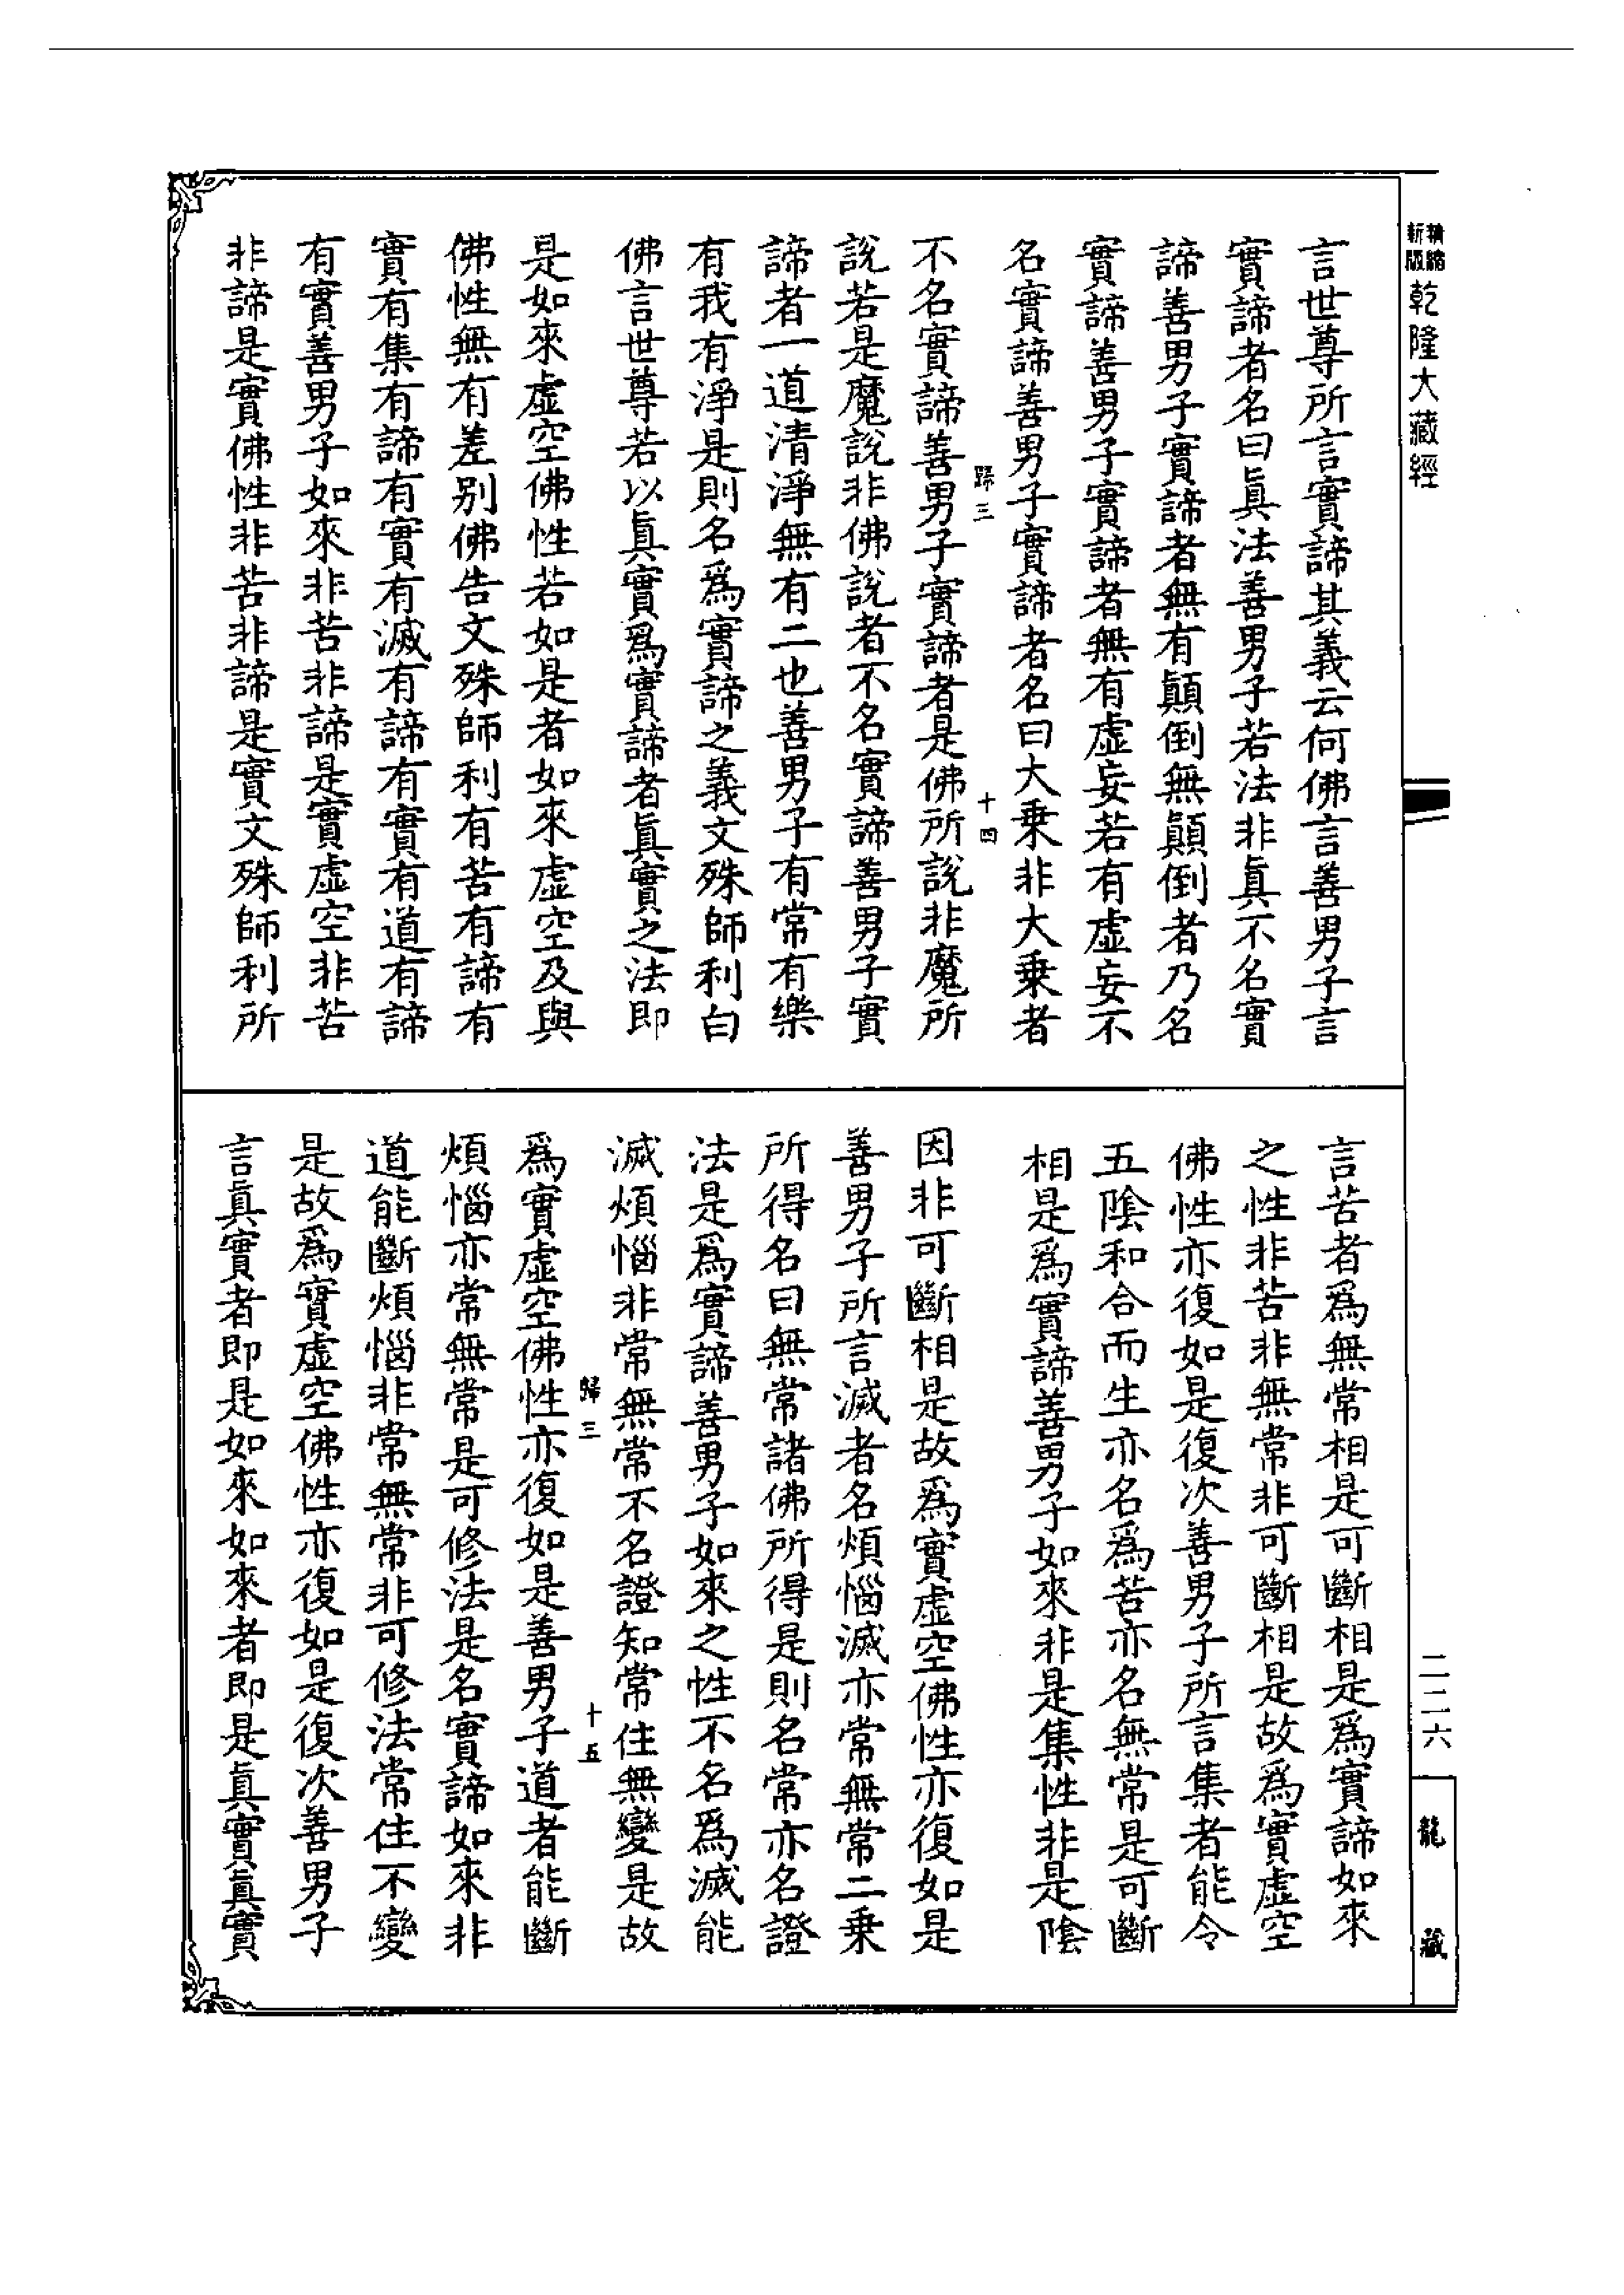 精縮
新版
乾隆大藏經
言世尊所言實諦其義云何佛言善男子言
實諦者名曰眞法善男子若法非眞不名實
諦善男子實諦者無有顛倒無顛倒者乃名
實諦善男子實諦者無有虛妄若有虛妄不
名實諦善男子實諦者名曰大乘非大乘者
歸三
十四
不名實諦善男子實諦者是佛所說非魔所
說若是魔說非佛說者不名實諦善男子實
諦者一道清淨無有二也善男子有常有樂
有我有淨是則名爲實諦之義文殊師利白
佛言世尊若以眞實爲實諦者眞實之法即
是如來虛空佛性若如是者如來虛空及與
佛性無有差别佛告文殊師利有苦有諦有
實有集有諦有實有滅有諦有實有道有諦
有實善男子如來非苦非諦是實虛空非苦
非諦是實佛性非苦非諦是實文殊師利所
言苦者爲無常相是可斷相是爲實諦如來
之性非苦非無常非可斷相是故爲實虛空
佛性亦復如是復次善男子所言集者能令
五陰和合而生亦名爲苦亦名無常是可斷
相是爲實諦善男子如來非是集性非是陰
因非可斷相是故爲實虛空佛性亦復如是
善男子所言滅者名煩惱滅亦常無常二乘
所得名曰無常諸佛所得是則名常亦名證
法是爲實諦善男子如來之性不名爲滅能
滅煩惱非常無常不名證知常住無變是故
歸三
十五
爲實虛空佛性亦復如是善男子道者能斷
煩惱亦常無常是可修法是名實諦如來非
道能斷煩惱非常無常非可修法常住不變
是故爲實虛空佛性亦復如是復次善男子
言眞實者即是如來如來者即是眞實眞實
二二六
龍藏